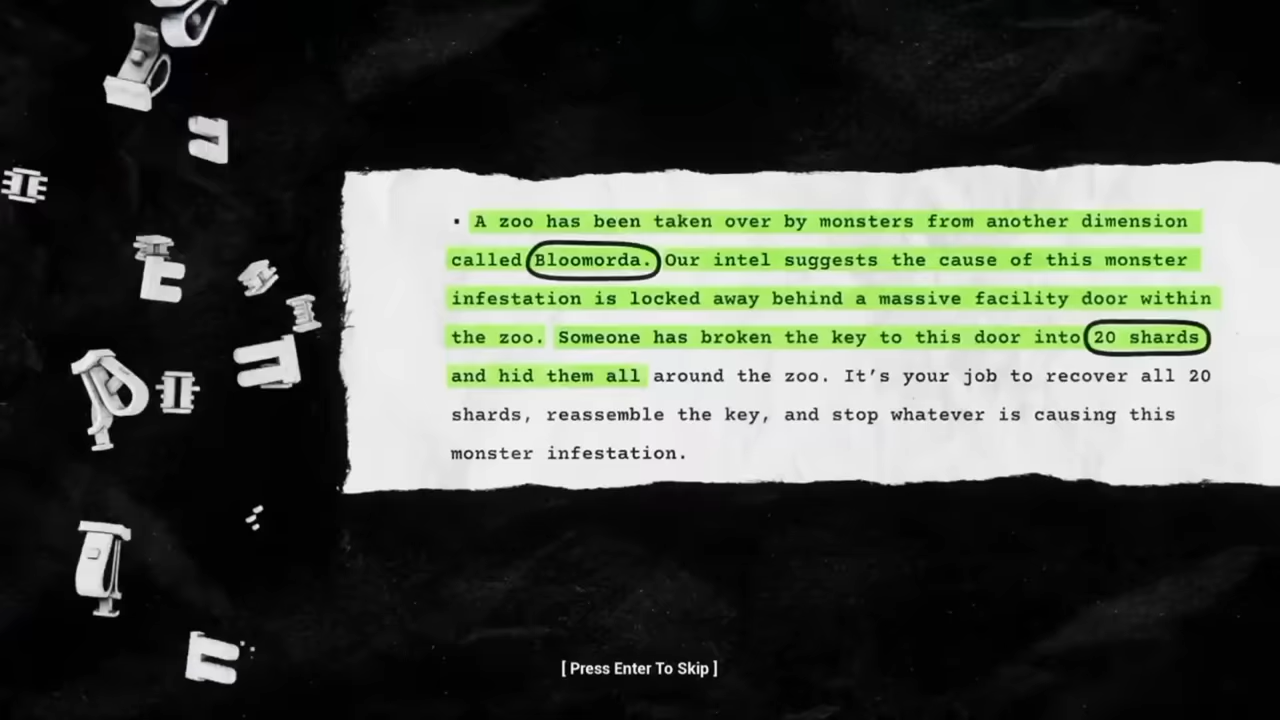 ▪ A zoo has been taken over by monsters from another dimension
called Bloomorda. Our intel suggests the cause of this monster
infestation is locked away behind a massive facility door within
the zoo. Someone has broken the key to this door into 20 shards
and hid them all around the zoo. It’s your job to recover all 20
shards, reassemble the key, and stop whatever is causing this
monster infestation.
[ Press Enter To Skip ]